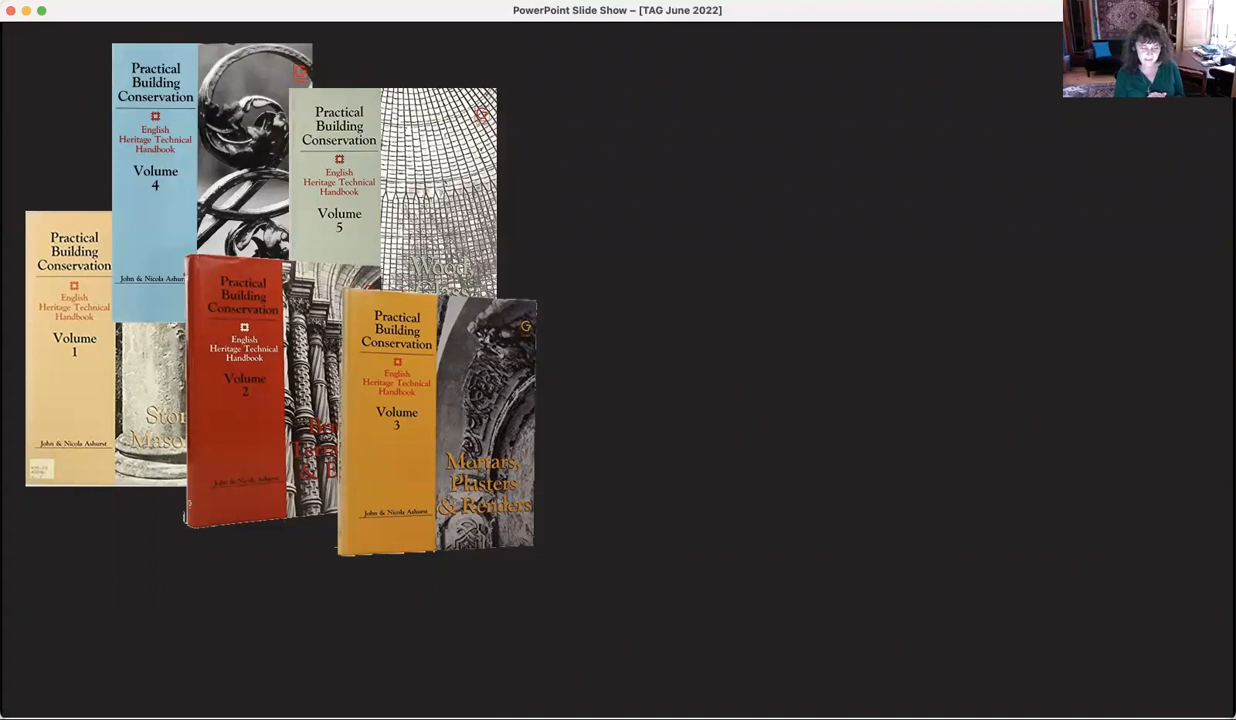 PowerPoint Slide Show – [TAG June 2022]
Practical
Building
Conservation
English
Heritage Technical
Handbook
Volume
4
John & Nicola
Practical
Building
Conservation
English
Heritage Technical
Handbook
Volume
5
Practical
Building
Conservation
English
Heritage Technical
Handbook
Volume
1
John & Nicola Ashurst
Practical
Building
Conservation
English
Heritage Technical
Handbook
Volume
2
John & Nicola Ashurst
Practical
Building
Conservation
English
Heritage Technical
Handbook
Volume
3
Mortars,
Plasters
& Renders
John & Nicola Ashurst